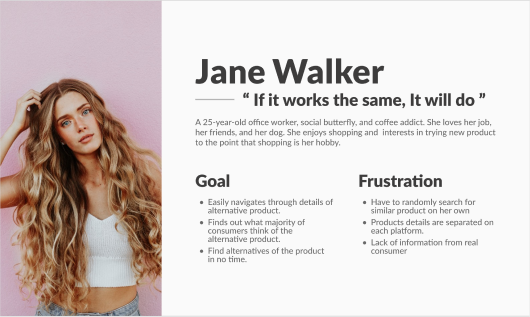 Jane Walker
“ If it works the same, It will do ”
A 25-year-old office worker, social butterfly, and coffee addict. She loves her job,
her friends, and her dog. She enjoys shopping and interests in trying new product
to the point that shopping is her hobby.
Goal
• Easily navigates through details of
alternative product.
• Finds out what majority of
consumers think of the
alternative product.
• Find alternatives of the product
in no time.
Frustration
• Have to randomly search for
similar product on her own
• Products details are separated on
each platform.
• Lack of information from real
consumer